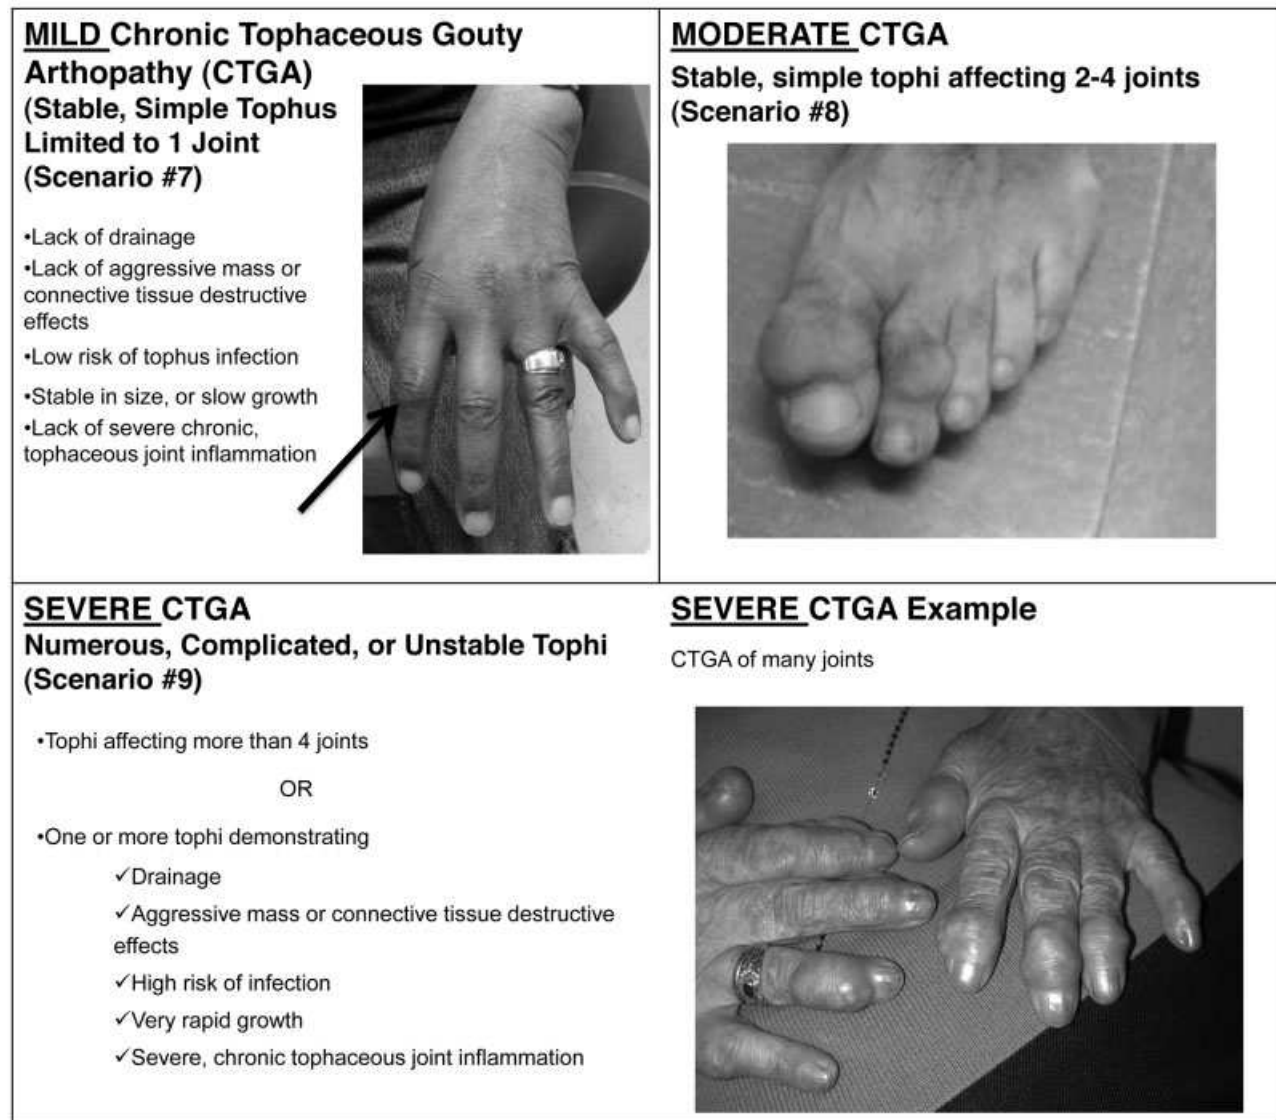 MILD Chronic Tophaceous Gouty
Arthopathy (CTGA)
(Stable, Simple Tophus
Limited to 1 Joint
(Scenario #7)
•Lack of drainage
•Lack of aggressive mass or
connective tissue destructive
effects
•Low risk of tophus infection
•Stable in size, or slow growth
•Lack of severe chronic,
tophaceous joint inflammation
MODERATE CTGA
Stable, simple tophi affecting 2-4 joints
(Scenario #8)
SEVERE CTGA
Numerous, Complicated, or Unstable Tophi
(Scenario #9)
•Tophi affecting more than 4 joints
OR
•One or more tophi demonstrating
✓Drainage
✓Aggressive mass or connective tissue destructive
effects
✓High risk of infection
✓Very rapid growth
✓Severe, chronic tophaceous joint inflammation
SEVERE CTGA Example
CTGA of many joints